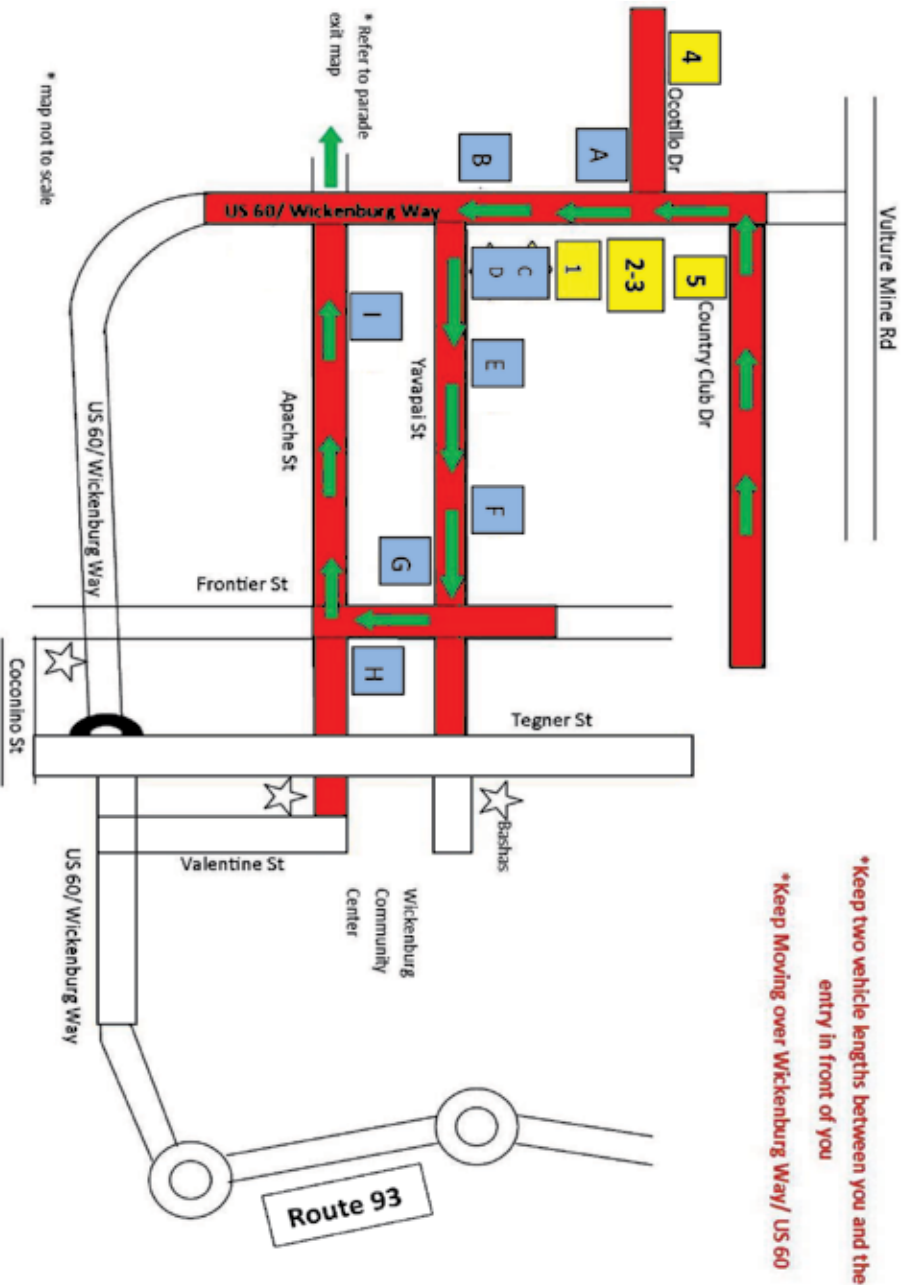 Vulture Mine Rd
4
Ocotillo Dr
A
B
US 60/ Wickenburg Way
* Refer to parade
exit map
* map not to scale
5
Country Club Dr
2-3
1
C
D
E
F
G
H
I
Yavapai St
Apache St
Frontier St
Tegner St
US 60/ Wickenburg Way
Coconino St
Bashas
Valentine St
Wickenburg
Community
Center
US 60/ Wickenburg Way
Route 93
*Keep two vehicle lengths between you and the
entry in front of you
*Keep Moving over Wickenburg Way/ US 60